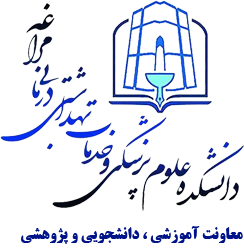 دانشکده علوم پزشکی و خدمات بهداشتی درمانی مراغه
معاونت آموزشی ، دانشجویی و پژوهشی